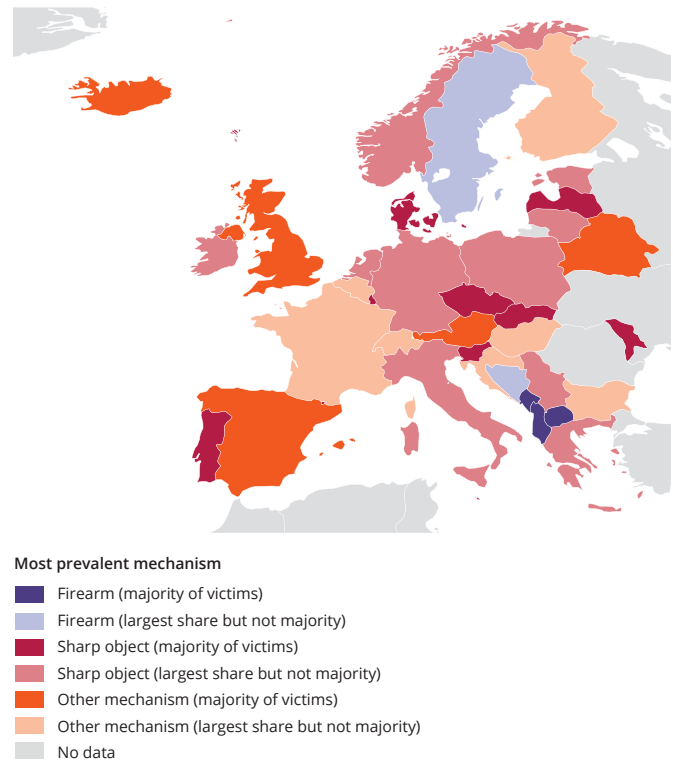 Most prevalent mechanism
Firearm (majority of victims)
Firearm (largest share but not majority)
Sharp object (majority of victims)
Sharp object (largest share but not majority)
Other mechanism (majority of victims)
Other mechanism (largest share but not majority)
No data